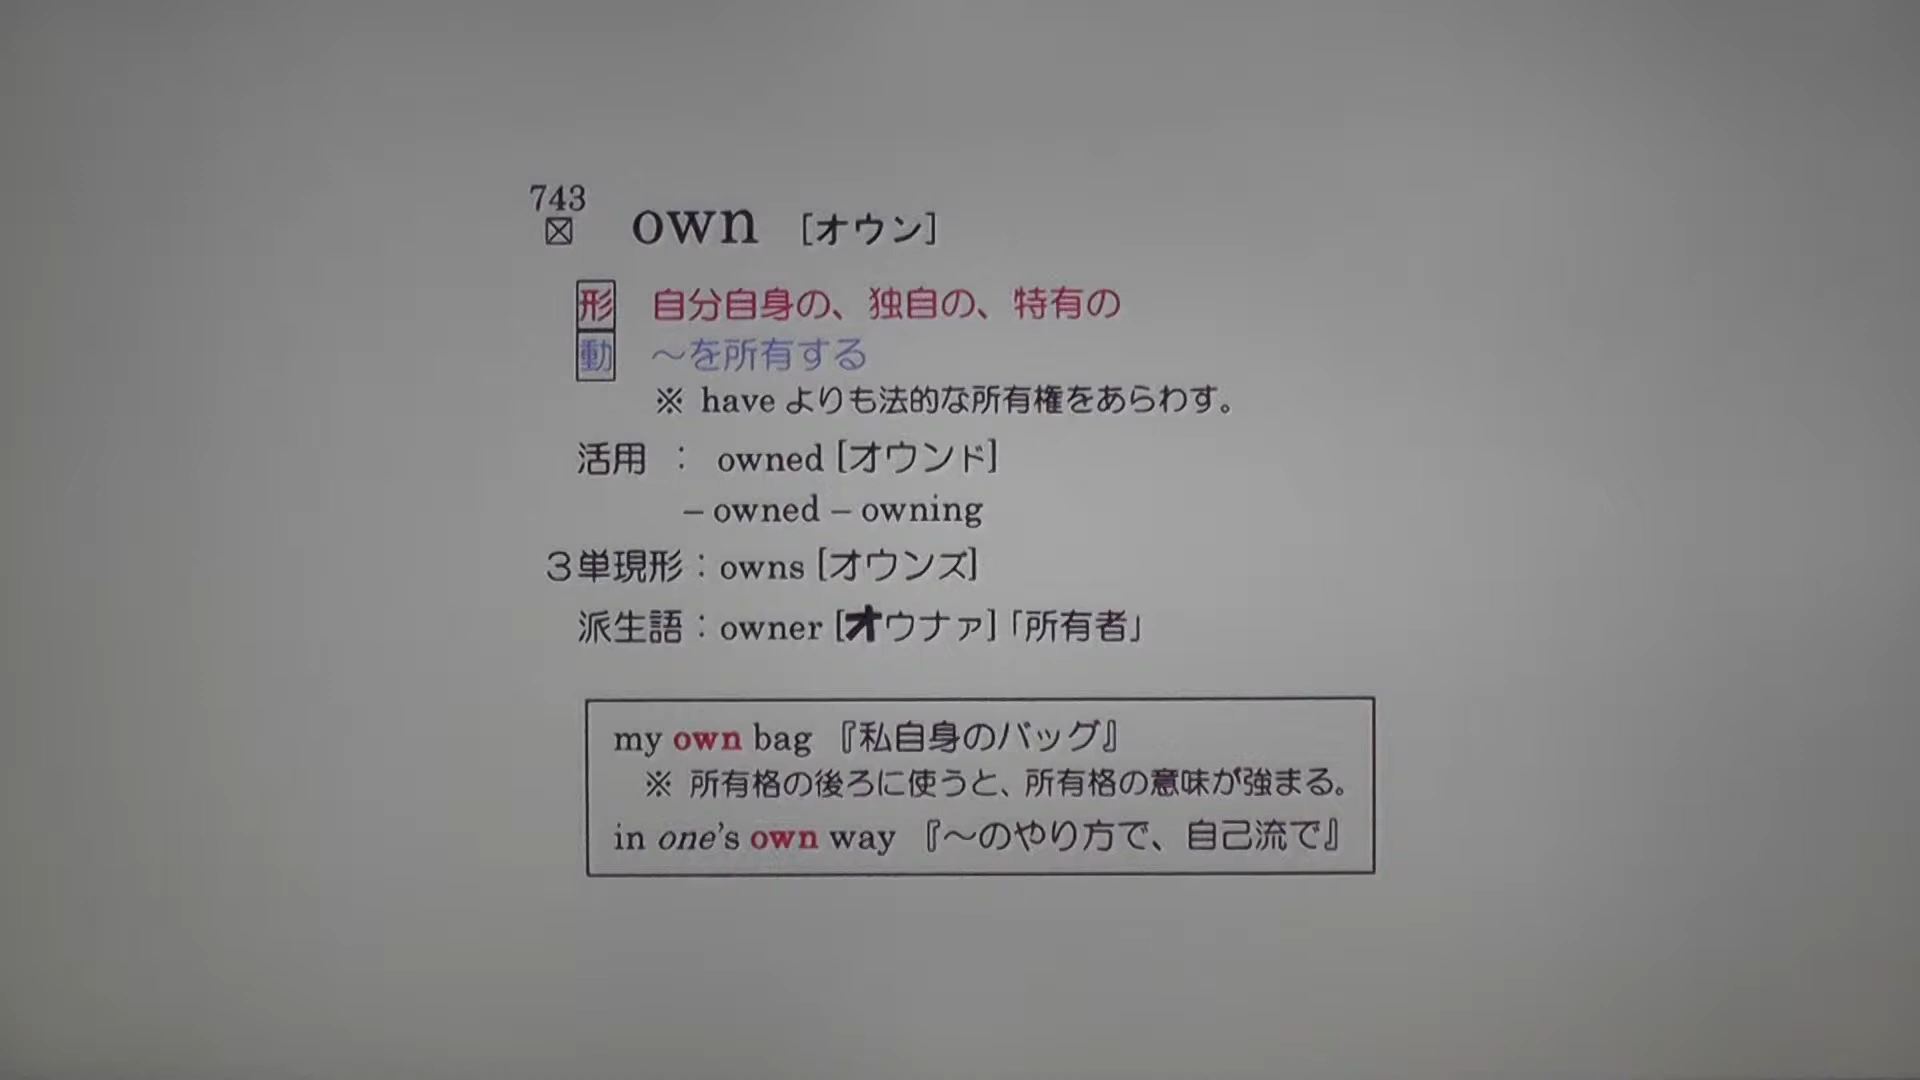 743
☒ own [オウン]
形 自分自身の、独自の、特有の
動 ～を所有する
※ have よりも法的な所有権をあらわす。
活用 : owned [オウンド]
– owned – owning
3単現形 : owns [オウンズ]
派生語 : owner [オウナァ]「所有者」
my own bag 『私自身のバッグ』
※ 所有格の後ろに使うと、所有格の意味が強まる。
in one's own way 『～のやり方で、自己流で』